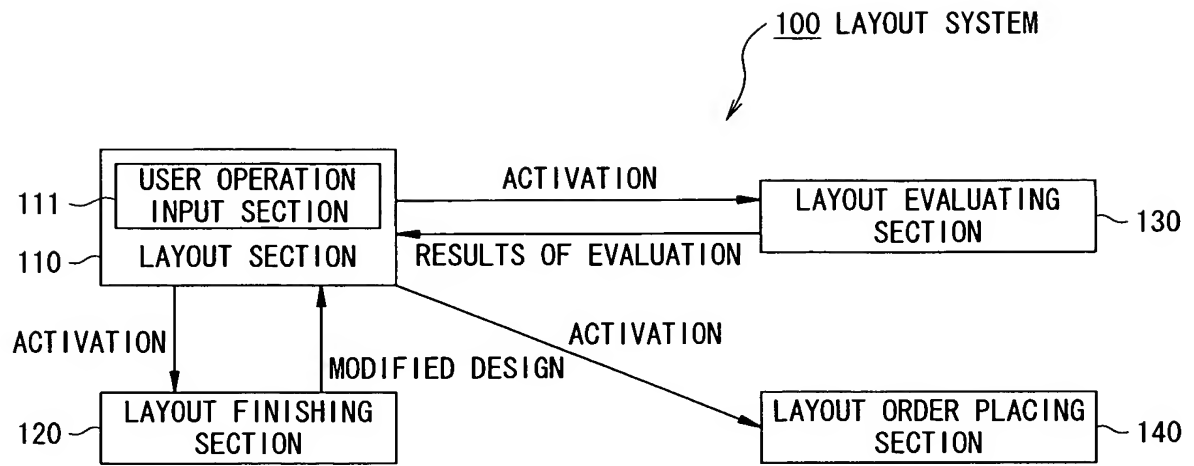 100 LAYOUT SYSTEM
USER OPERATION
INPUT SECTION
111
ACTIVATION
LAYOUT EVALUATING
SECTION
130
110
LAYOUT SECTION
RESULTS OF EVALUATION
ACTIVATION
MODIFIED DESIGN
ACTIVATION
120
LAYOUT FINISHING
SECTION
LAYOUT ORDER PLACING
SECTION
140